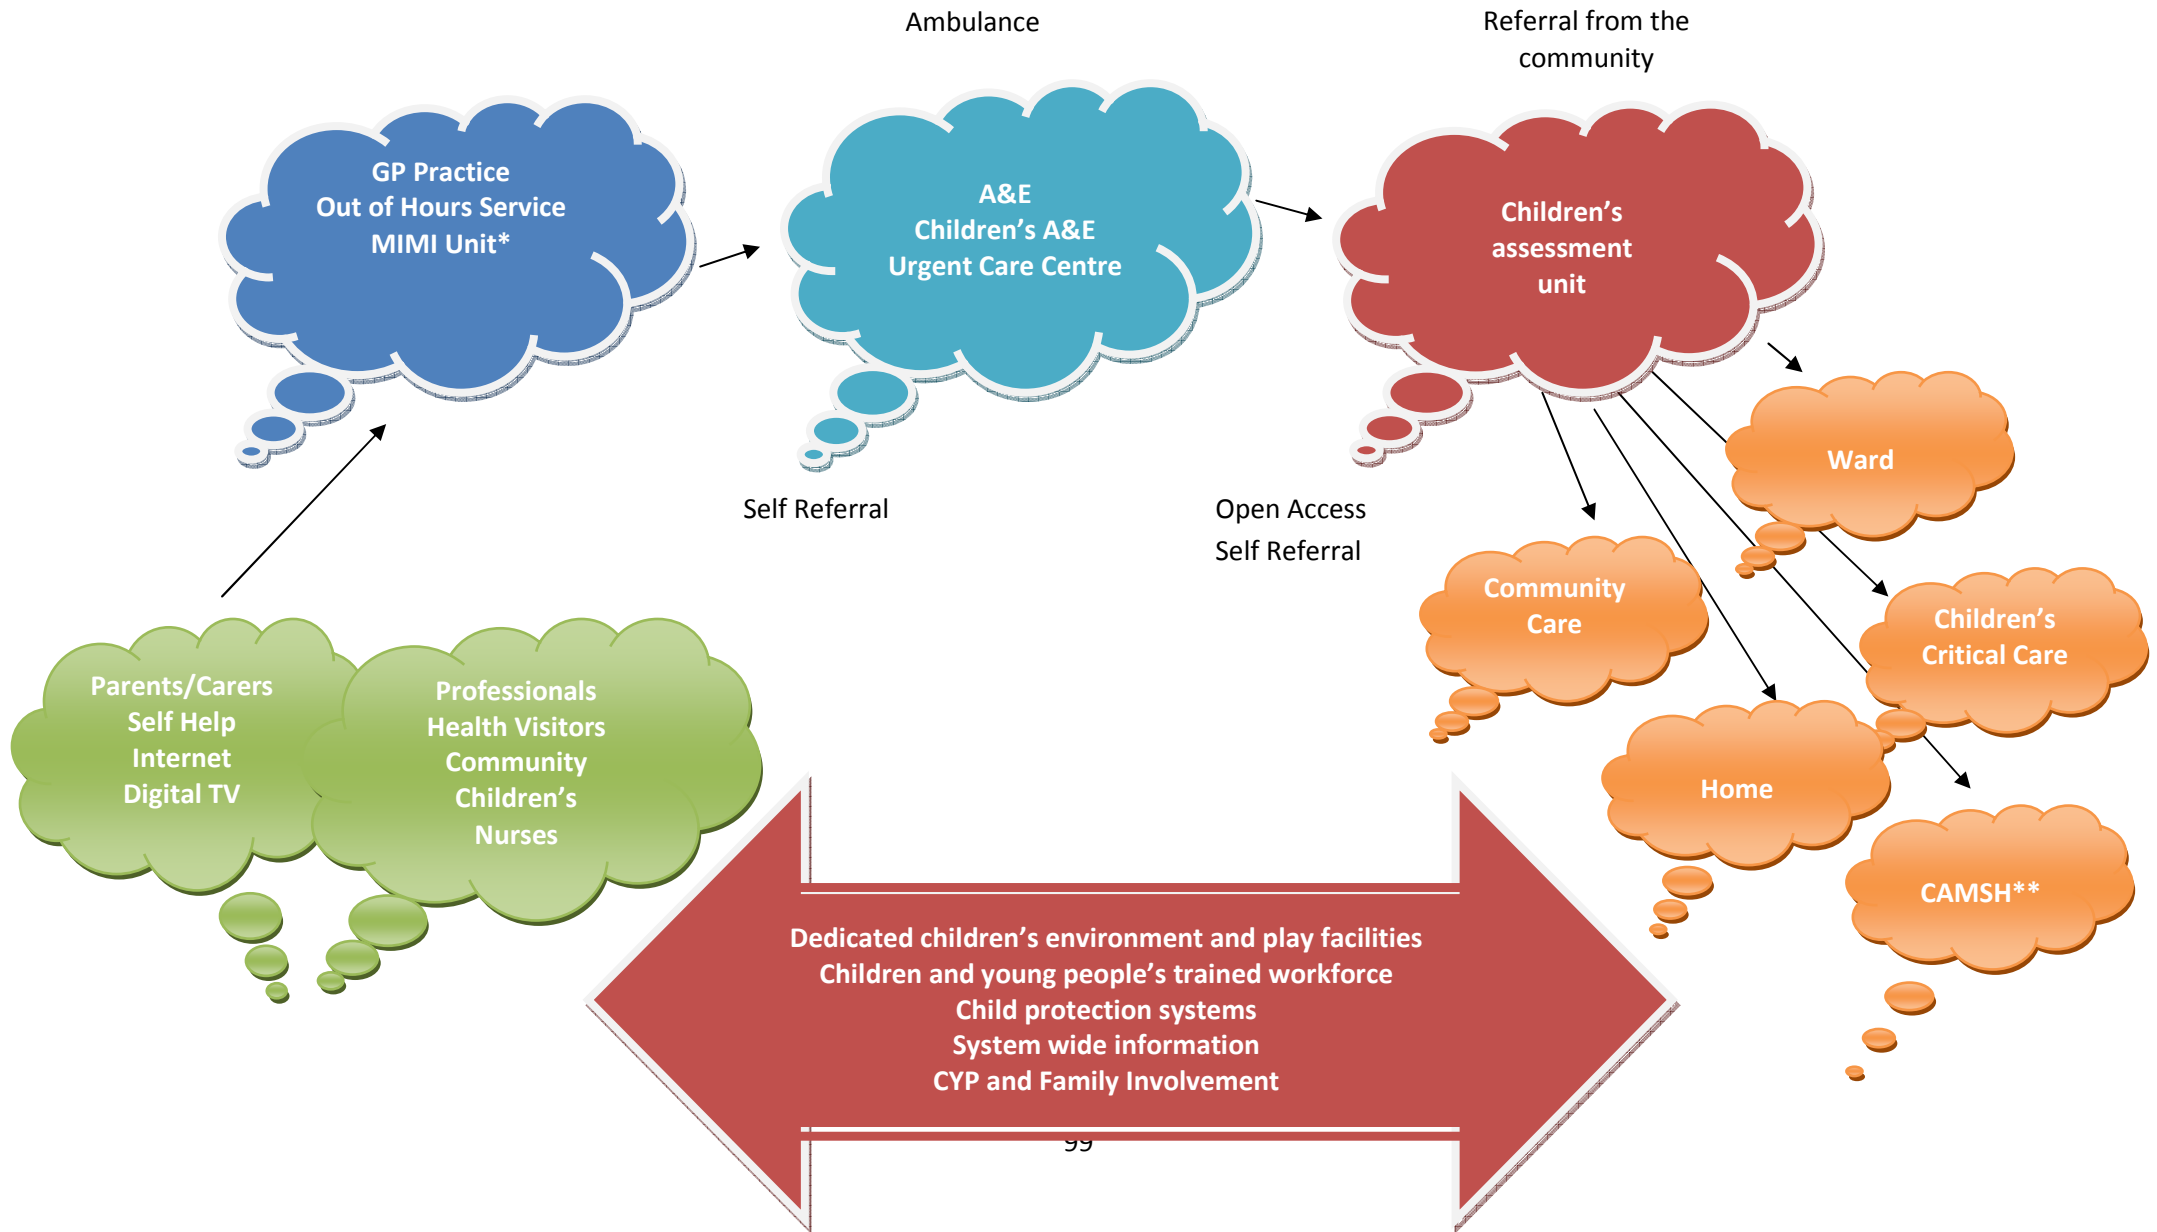 Ambulance
Referral from the
community
GP Practice
Out of Hours Service
MIMI Unit*
A&E
Children’s A&E
Urgent Care Centre
Children’s
assessment
unit
Ward
Self Referral
Open Access
Self Referral
Community
Care
Children’s
Critical Care
Parents/Carers
Self Help
Internet
Digital TV
Professionals
Health Visitors
Community
Children’s
Nurses
Home
CAMSH**
Dedicated children’s environment and play facilities
Children and young people’s trained workforce
Child protection systems
System wide information
CYP and Family Involvement
99